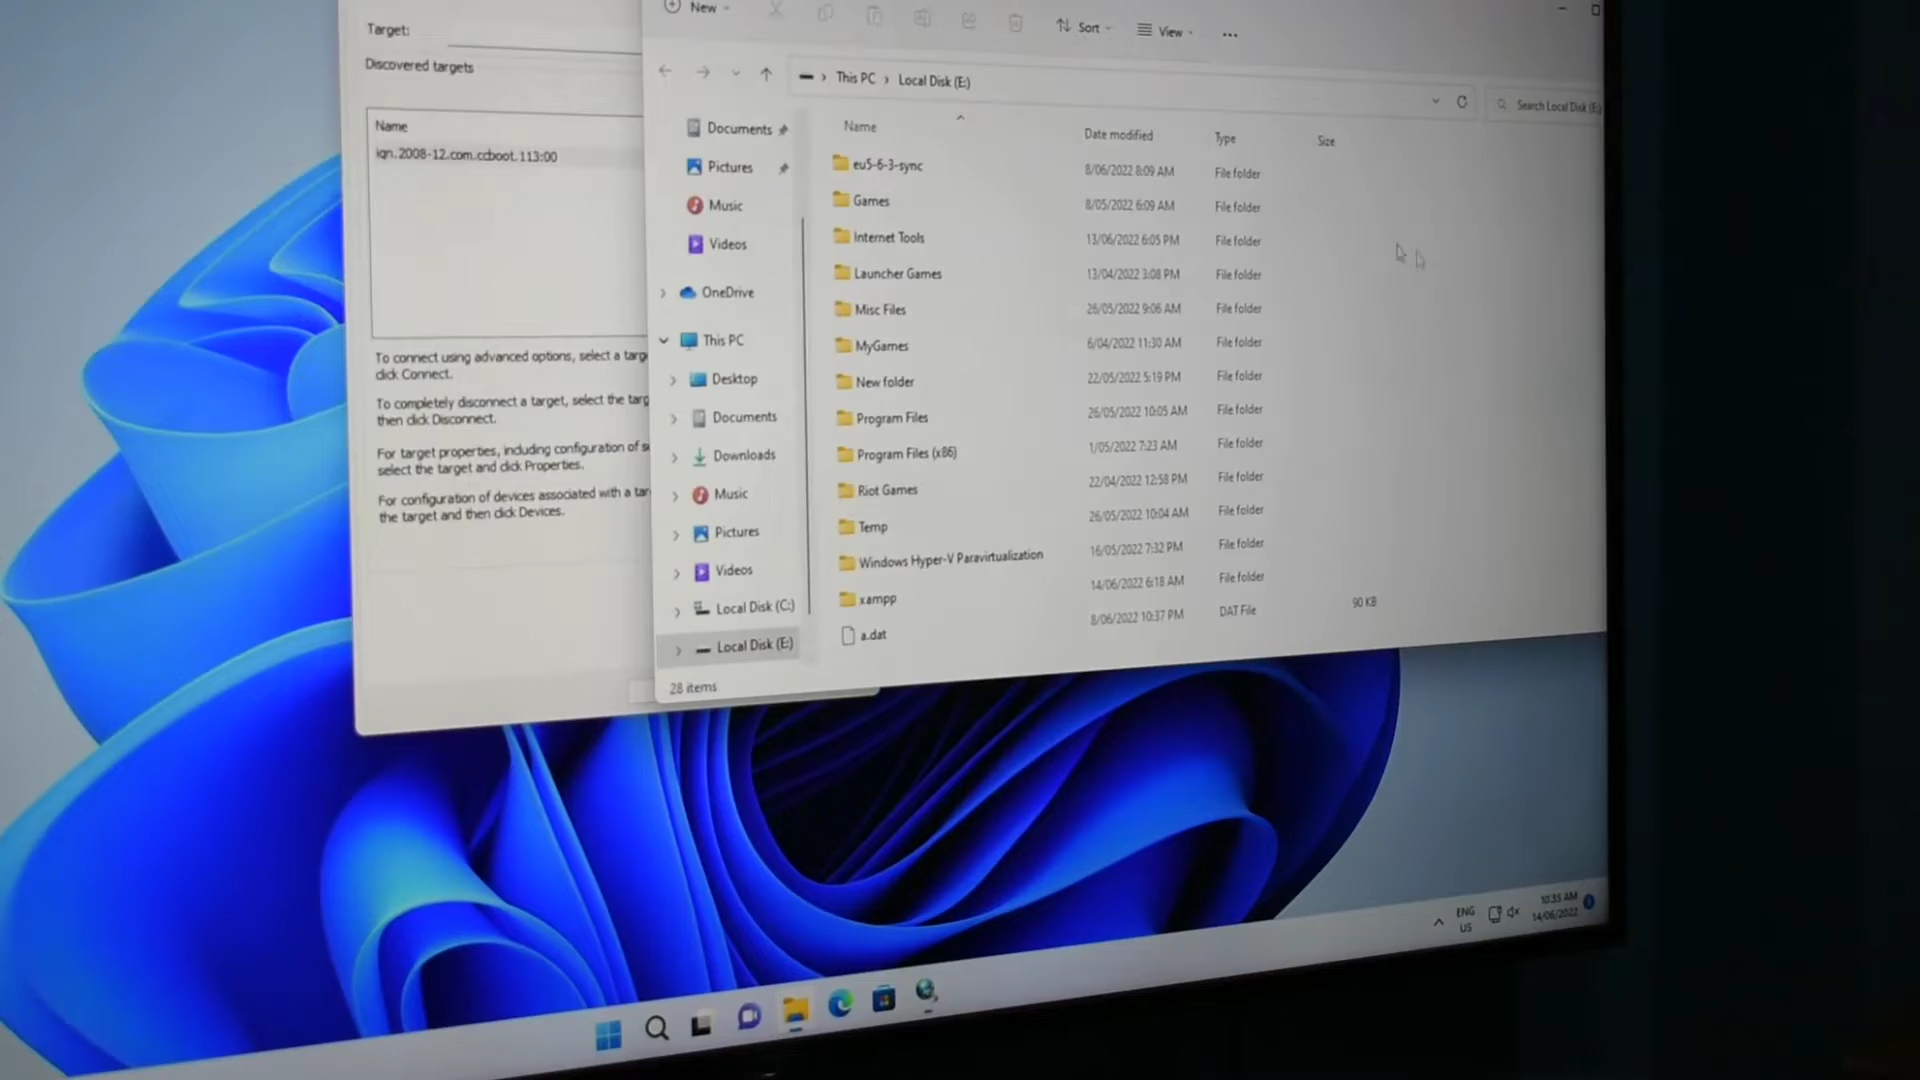 Target:
Discovered targets
Name
iqn.2008-12.com.ccboot.113:00
To connect using advanced options, select a targ
click Connect.
To completely disconnect a target, select the targ
then click Disconnect.
For target properties, including configuration of s
select the target and click Properties.
For configuration of devices associated with a tar
the target and then click Devices.
New
Sort
View
This PC > Local Disk (E:)
Search Local Disk (E:)
Documents
Pictures
Music
Videos
OneDrive
This PC
Desktop
Documents
Downloads
Music
Pictures
Videos
Local Disk (C:)
Local Disk (E:)
Name Date modified Type Size
eu5-6-3-sync 8/06/2022 8:09 AM File folder
Games 8/05/2022 6:09 AM File folder
Internet Tools 13/06/2022 6:05 PM File folder
Launcher Games 13/04/2022 3:08 PM File folder
Misc Files 26/05/2022 9:06 AM File folder
MyGames 6/04/2022 11:30 AM File folder
New folder 22/05/2022 5:19 PM File folder
Program Files 26/05/2022 10:05 AM File folder
Program Files (x86) 1/05/2022 7:23 AM File folder
Riot Games 22/04/2022 12:58 PM File folder
Temp 26/05/2022 10:04 AM File folder
Windows Hyper-V Paravirtualization 16/05/2022 7:32 PM File folder
xampp 14/06/2022 6:18 AM File folder
a.dat 8/06/2022 10:37 PM DAT File 90 KB
28 items
ENG
US
10:35 AM
14/06/2022